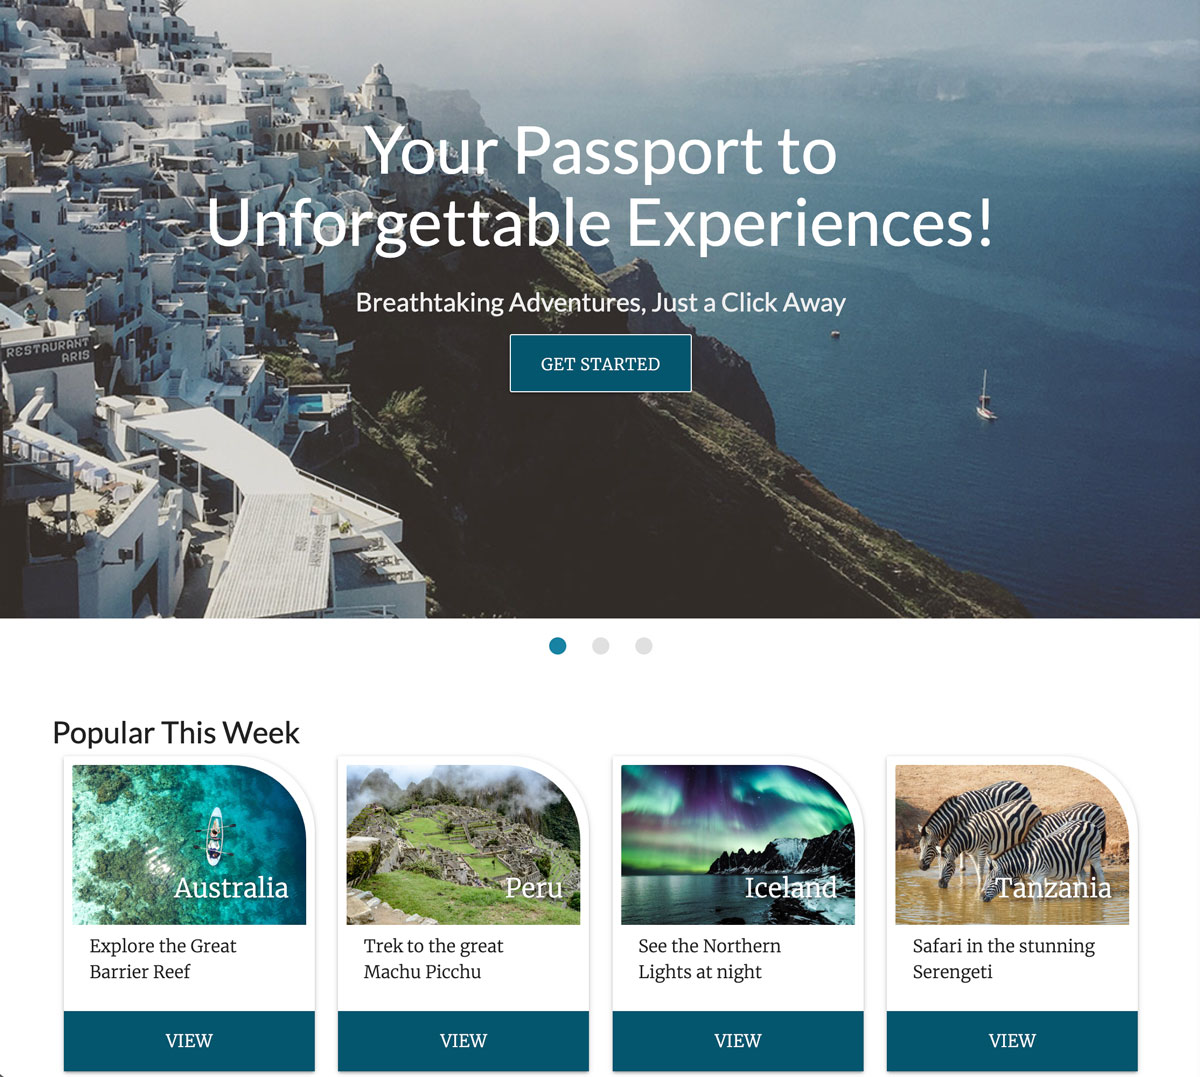 Your Passport to
Unforgettable Experiences!
Breathtaking Adventures, Just a Click Away
GET STARTED
RESTAURANT
ARIS
Popular This Week
Australia
Explore the Great
Barrier Reef
VIEW
Peru
Trek to the great
Machu Picchu
VIEW
Iceland
See the Northern
Lights at night
VIEW
Tanzania
Safari in the stunning
Serengeti
VIEW